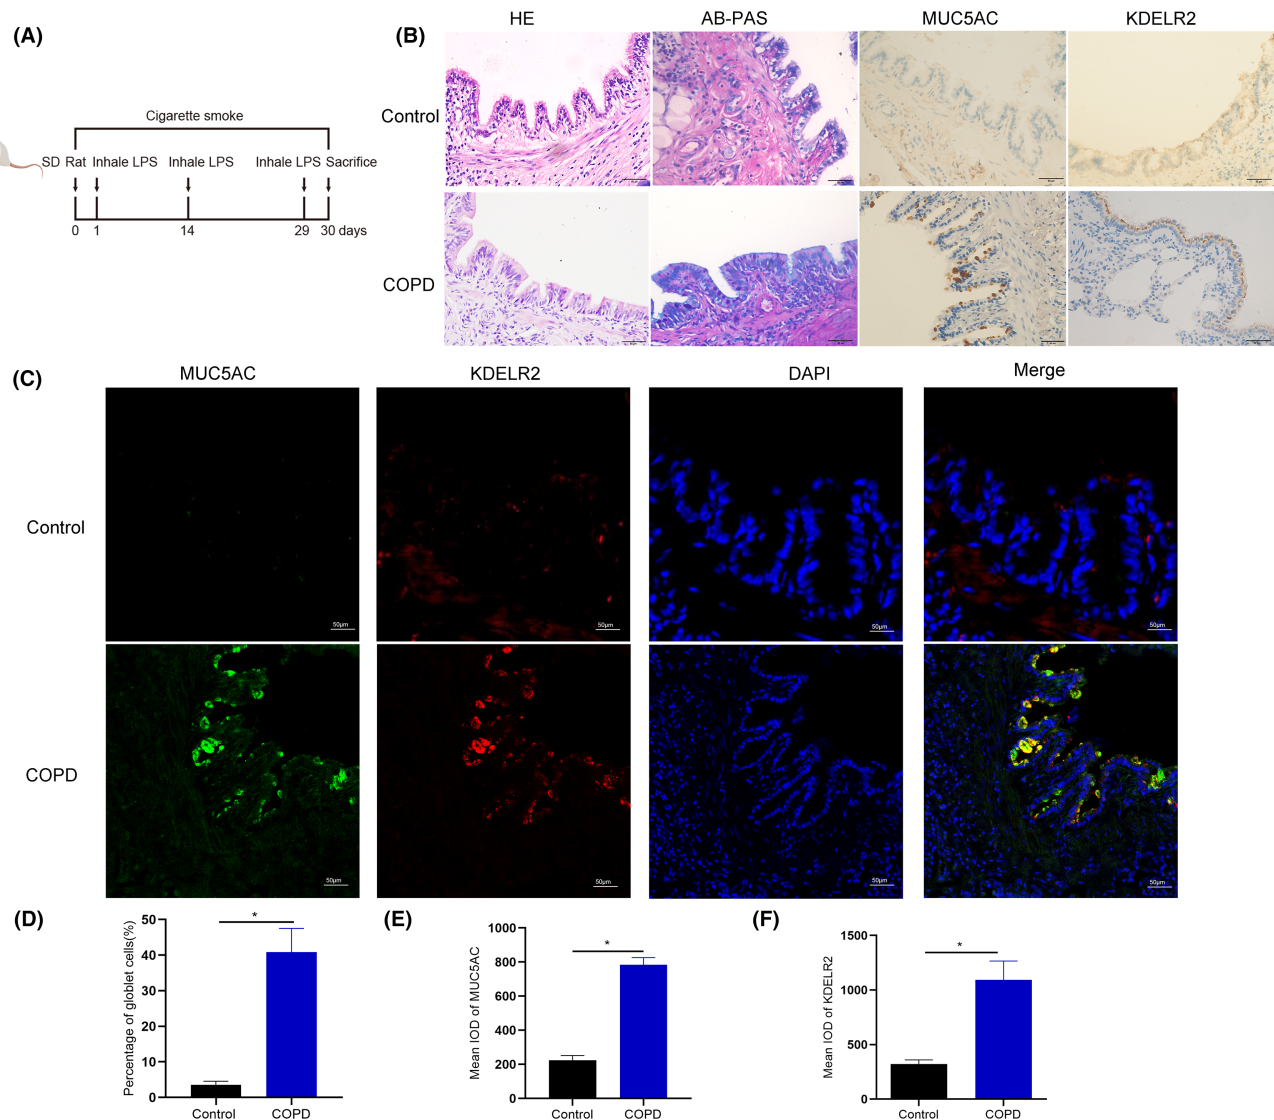 (A)
Cigarette smoke
SD Rat Inhale LPS Inhale LPS Inhale LPS Sacrifice
0 1 14 29 30 days
(B)
HE AB-PAS MUC5AC KDELR2
Control
COPD
(C)
MUC5AC KDELR2 DAPI Merge
Control
50μm 50μm 50μm 50μm
COPD
50μm 50μm 50μm 50μm
(D)
Percentage of globlet cells(%)
50
40
30
20
10
0
*
Control COPD
(E)
Mean IOD of MUC5AC
1000
800
600
400
200
0
*
Control COPD
(F)
Mean IOD of KDELR2
1500
1000
500
0
*
Control COPD